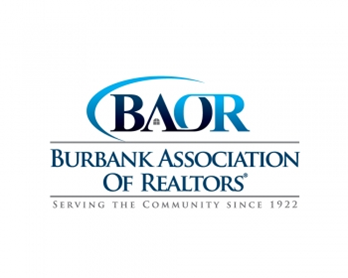 BAOR
BURBANK ASSOCIATION
OF REALTORS®
SERVING THE COMMUNITY SINCE 1922